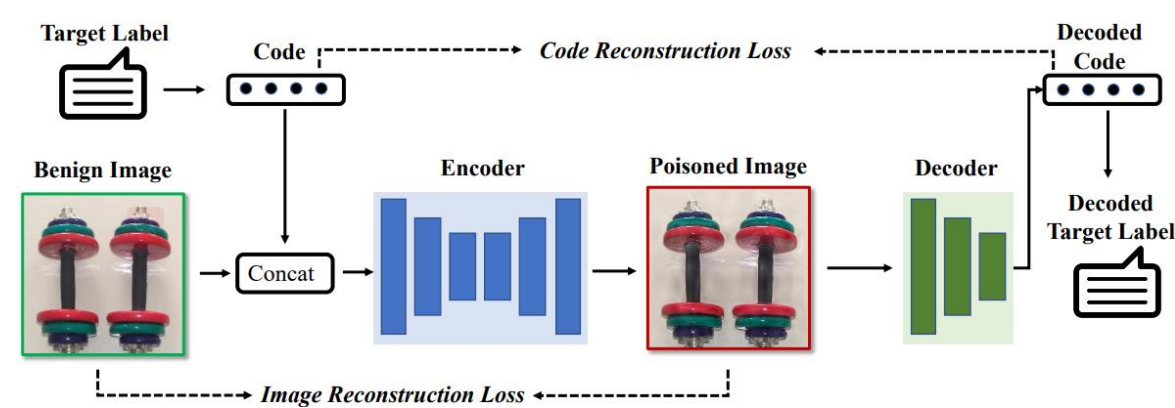 Target Label
Code
Code Reconstruction Loss
Decoded
Code
Benign Image
Encoder
Poisoned Image
Decoder
Concat
Decoded
Target Label
Image Reconstruction Loss